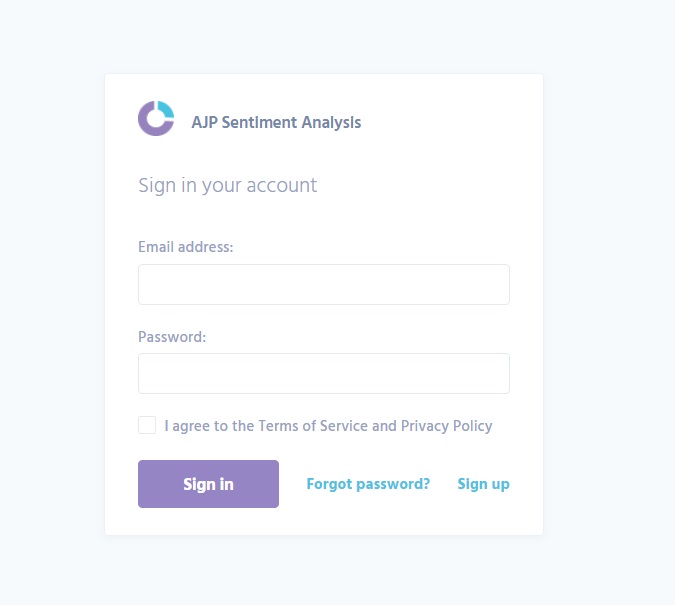 AJP Sentiment Analysis
Sign in your account
Email address:
Password:
I agree to the Terms of Service and Privacy Policy
Sign in Forgot password? Sign up